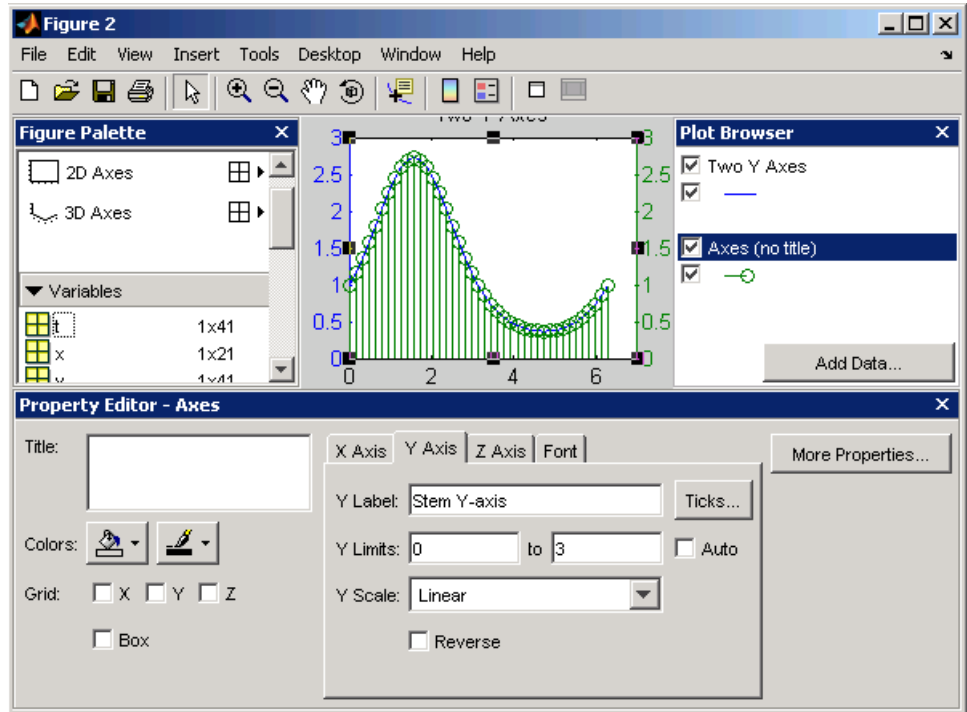 Figure 2
File Edit View Insert Tools Desktop Window Help
Figure Palette
2D Axes
3D Axes
Variables
t 1x41
x 1x21
y 1x41
Two Y Axes
3
2.5
2
1.5
1
0.5
0
3
2.5
2
1.5
1
0.5
0
0 2 4 6
Plot Browser
Two Y Axes
Axes (no title)
Add Data...
Property Editor - Axes
Title:
Colors:
Grid: X Y Z
Box
X Axis Y Axis Z Axis Font
Y Label: Stem Y-axis Ticks...
Y Limits: 0 to 3 Auto
Y Scale: Linear
Reverse
More Properties...